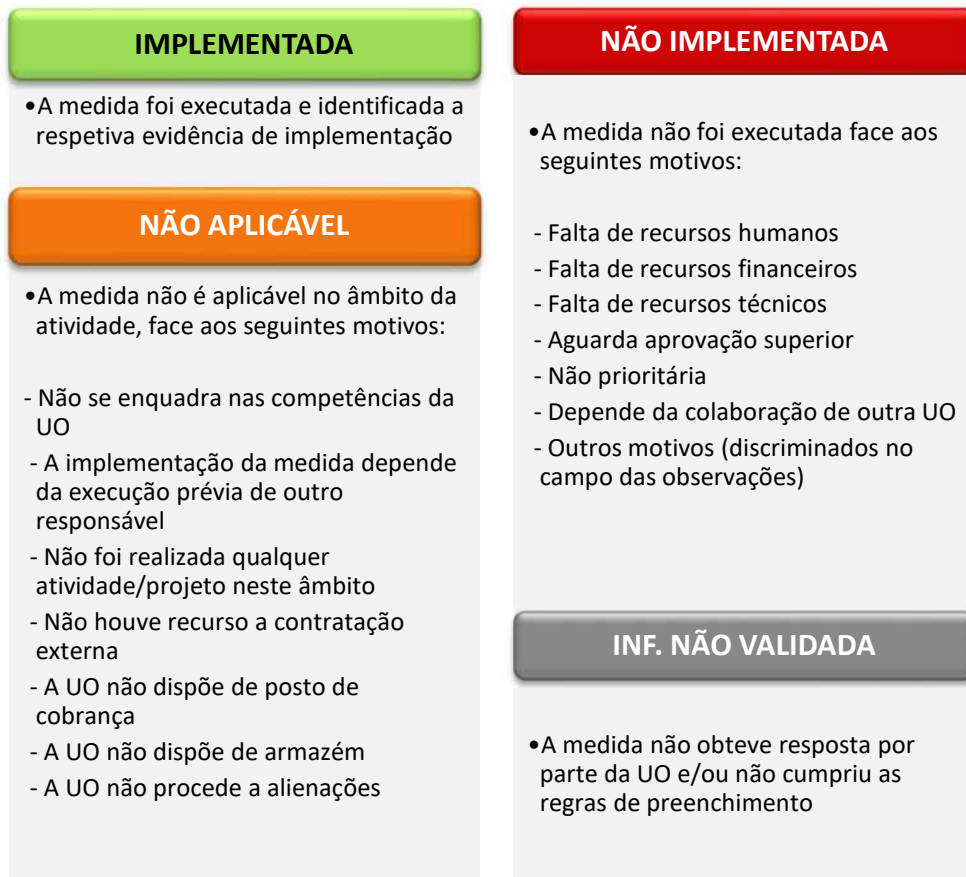 IMPLEMENTADA
•A medida foi executada e identificada a
respetiva evidência de implementação
NÃO APLICÁVEL
•A medida não é aplicável no âmbito da
atividade, face aos seguintes motivos:
- Não se enquadra nas competências da
UO
- A implementação da medida depende
da execução prévia de outro
responsável
- Não foi realizada qualquer
atividade/projeto neste âmbito
- Não houve recurso a contratação
externa
- A UO não dispõe de posto de
cobrança
- A UO não dispõe de armazém
- A UO não procede a alienações
NÃO IMPLEMENTADA
•A medida não foi executada face aos
seguintes motivos:
- Falta de recursos humanos
- Falta de recursos financeiros
- Falta de recursos técnicos
- Aguarda aprovação superior
- Não prioritária
- Depende da colaboração de outra UO
- Outros motivos (discriminados no
campo das observações)
INF. NÃO VALIDADA
•A medida não obteve resposta por
parte da UO e/ou não cumpriu as
regras de preenchimento